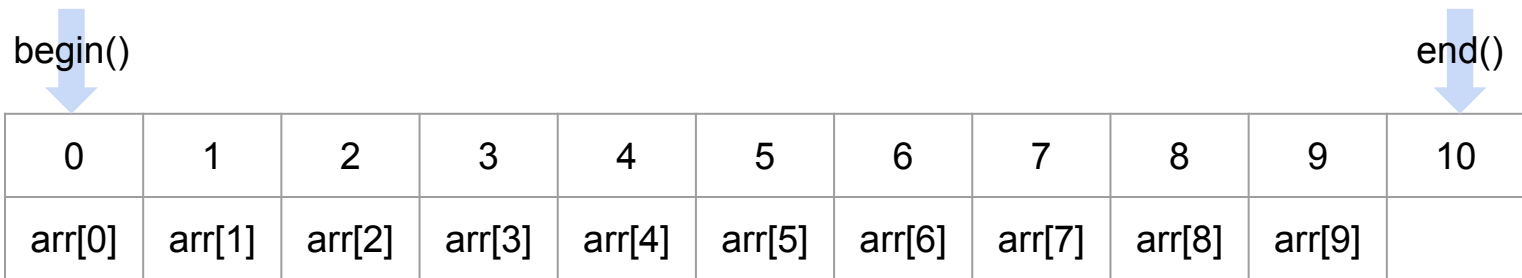 begin() end()
0 1 2 3 4 5 6 7 8 9 10
arr[0] arr[1] arr[2] arr[3] arr[4] arr[5] arr[6] arr[7] arr[8] arr[9]